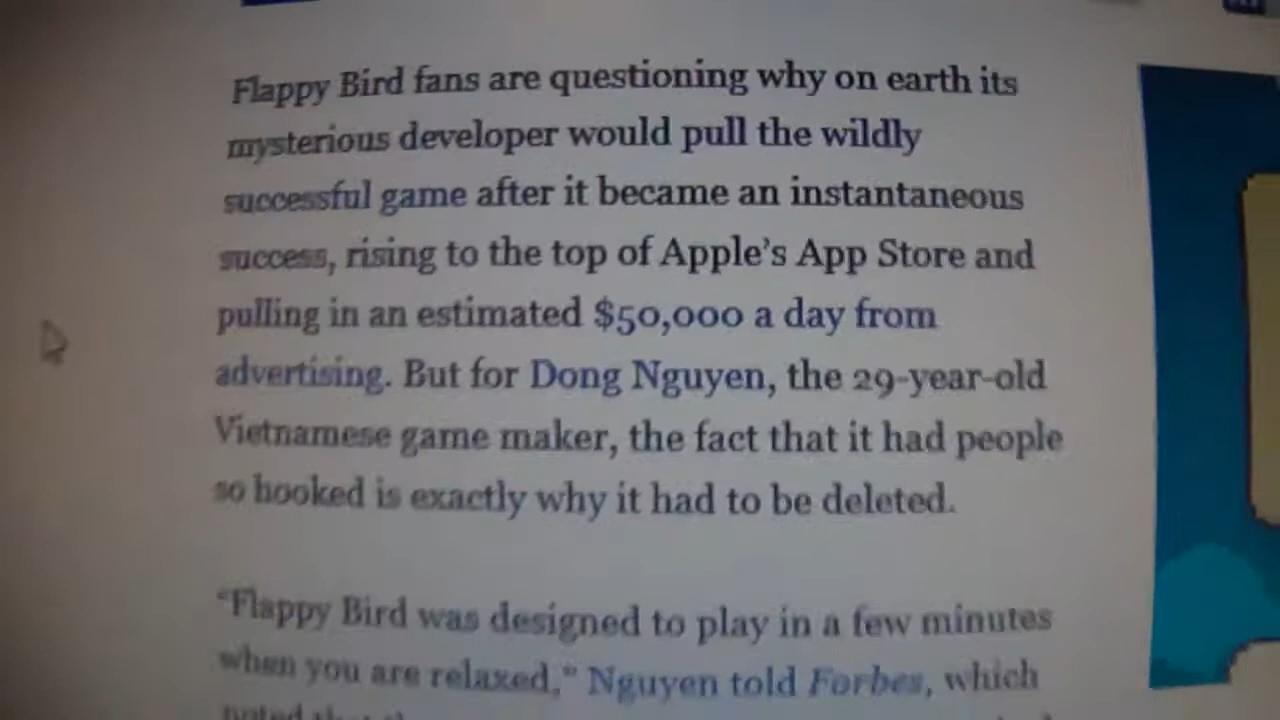 Flappy Bird fans are questioning why on earth its
mysterious developer would pull the wildly
successful game after it became an instantaneous
success, rising to the top of Apple’s App Store and
pulling in an estimated $50,000 a day from
advertising. But for Dong Nguyen, the 29-year-old
Vietnamese game maker, the fact that it had people
so hooked is exactly why it had to be deleted.
“Flappy Bird was designed to play in a few minutes
when you are relaxed,” Nguyen told Forbes, which
noted